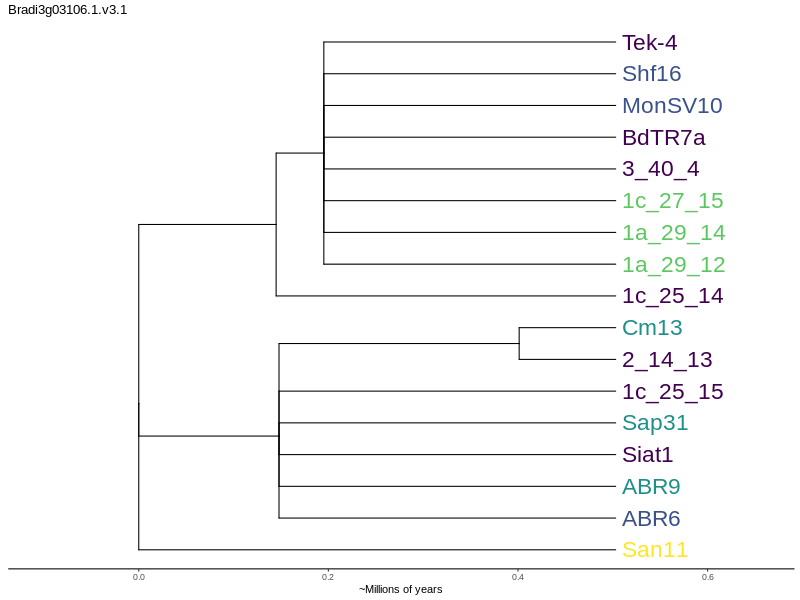 Bradi3g03106.1.v3.1
Tek-4
Shf16
MonSV10
BdTR7a
3_40_4
1c_27_15
1a_29_14
1a_29_12
1c_25_14
Cm13
2_14_13
1c_25_15
Sap31
Siat1
ABR9
ABR6
San11
0.0 0.2 0.4 0.6
~Millions of years